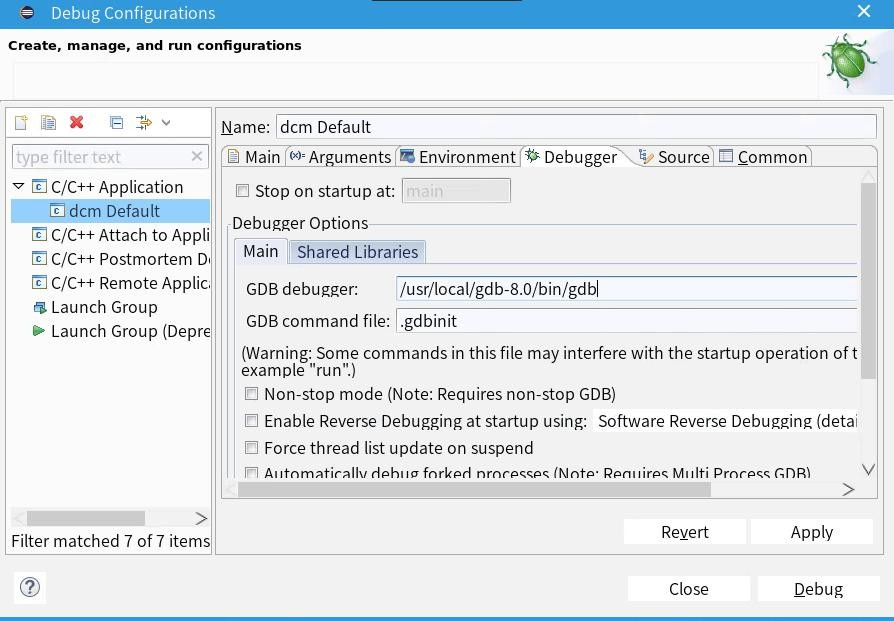 Debug Configurations
Create, manage, and run configurations
type filter text
C/C++ Application
dcm Default
C/C++ Attach to Appli
C/C++ Postmortem D
C/C++ Remote Applic
Launch Group
Launch Group (Depre
Filter matched 7 of 7 items
Name: dcm Default
Main Arguments Environment Debugger Source Common
Stop on startup at: main
Debugger Options
Main Shared Libraries
GDB debugger: /usr/local/gdb-8.0/bin/gdb
GDB command file: .gdbinit
(Warning: Some commands in this file may interfere with the startup operation of t
example "run".)
Non-stop mode (Note: Requires non-stop GDB)
Enable Reverse Debugging at startup using: Software Reverse Debugging (detai
Force thread list update on suspend
Automatically debug forked processes (Note: Requires Multi Process GDB)
Revert Apply
Close Debug